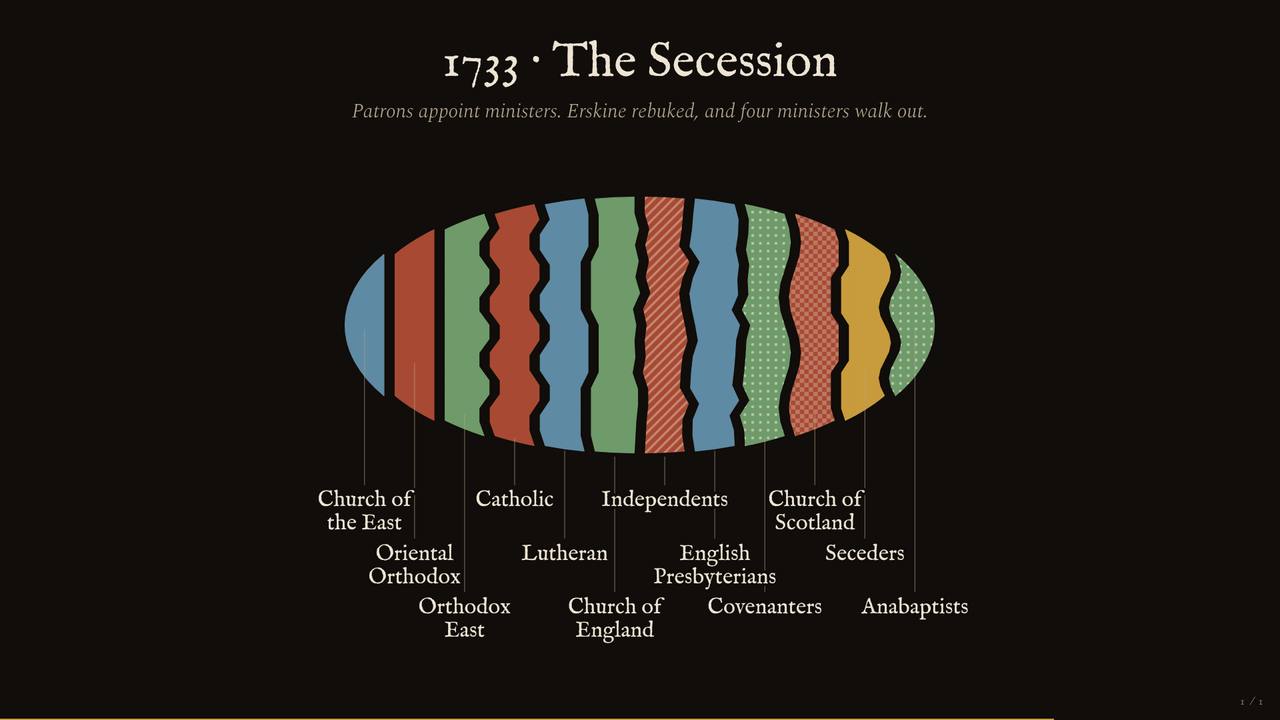 1733 · The Secession
Patrons appoint ministers. Erskine rebuked, and four ministers walk out.
Church of
the East
Catholic
Independents
Church of
Scotland
Oriental
Orthodox
Lutheran
English
Presbyterians
Seceders
Orthodox
East
Church of
England
Covenanters
Anabaptists
1 / 1